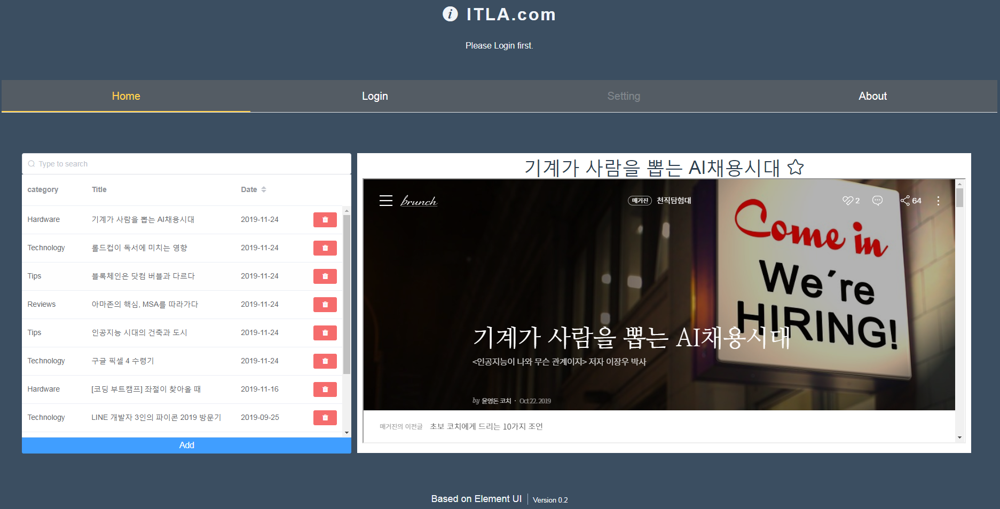 i ITLA.com
Please Login first.
Home Login Setting About
Type to search
category Title Date
Hardware 기계가 사람을 뽑는 AI채용시대 2019-11-24
Technology 롤드컵이 독서에 미치는 영향 2019-11-24
Tips 블록체인은 닷컴 버블과 다르다 2019-11-24
Reviews 아마존의 핵심, MSA를 따라가다 2019-11-24
Tips 인공지능 시대의 건축과 도시 2019-11-24
Technology 구글 픽셀 4 수령기 2019-11-24
Hardware [코딩 부트캠프] 좌절이 찾아올 때 2019-11-16
Technology LINE 개발자 3인의 파이콘 2019 방문기 2019-09-25
Add
기계가 사람을 뽑는 AI채용시대
brunch 매거진 천직탐험대 2 64
Come in
We´re
HIRING!
기계가 사람을 뽑는 AI채용시대
<인공지능이 나와 무슨 관계이지> 저자 이장우 박사
by 윤영돈 코치 · Oct 22. 2019
매거진의 이전글 초보 코치에게 드리는 10가지 조언
Based on Element UI Version 0.2